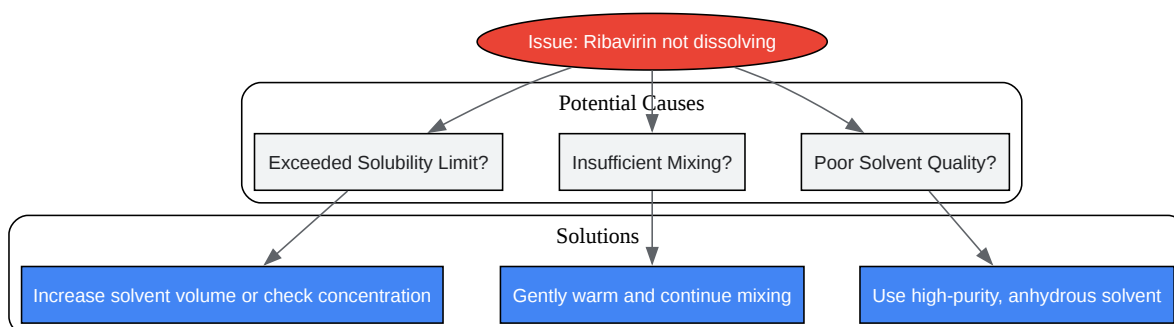 Issue: Ribavirin not dissolving
Potential Causes
Exceeded Solubility Limit?
Insufficient Mixing?
Poor Solvent Quality?
Solutions
Increase solvent volume or check concentration
Gently warm and continue mixing
Use high-purity, anhydrous solvent